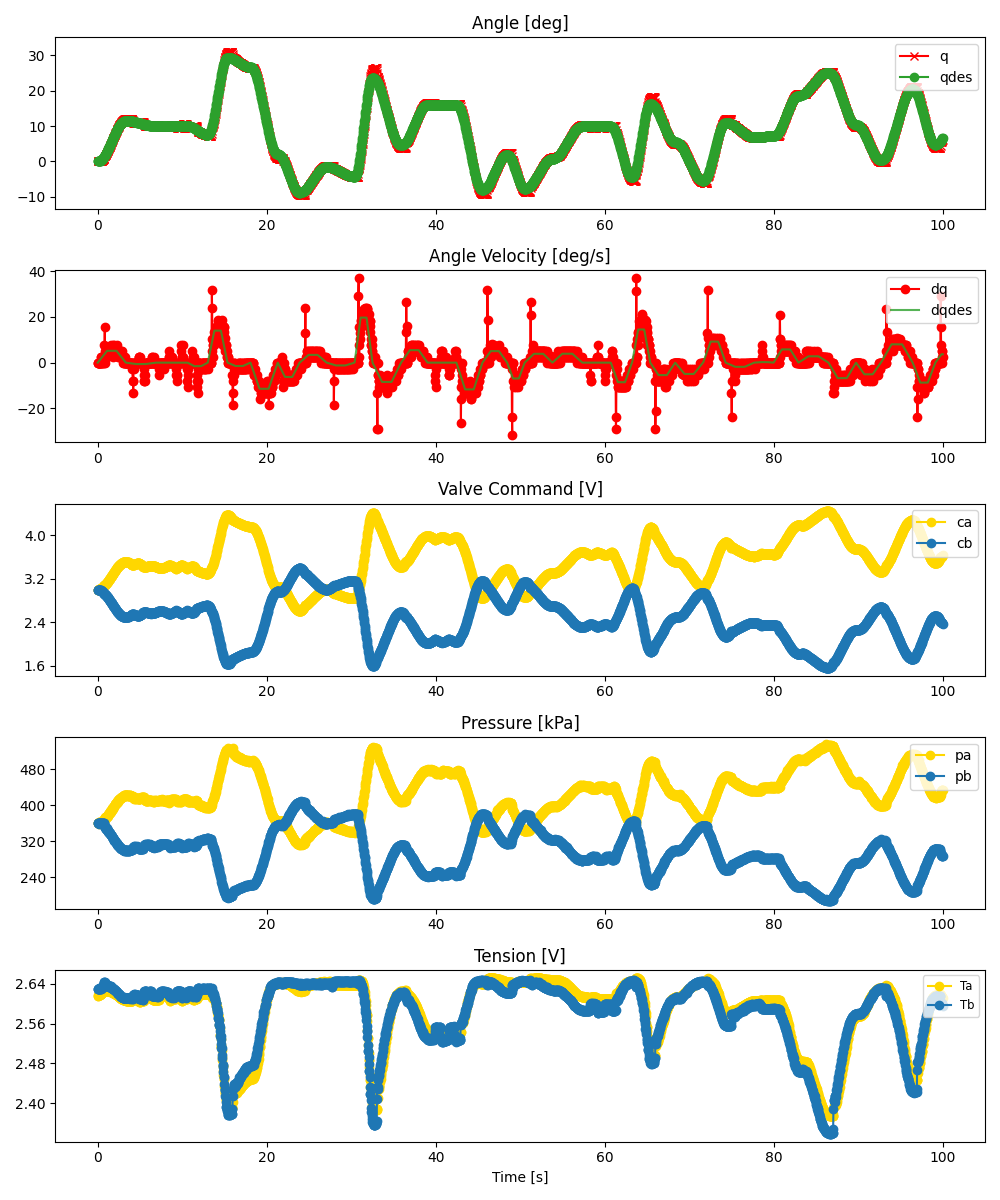 Angle [deg]
30
20
10
0
−10
q
qdes
0 20 40 60 80 100
Angle Velocity [deg/s]
40
20
0
−20
dq
dqdes
0 20 40 60 80 100
Valve Command [V]
4.0
3.2
2.4
1.6
ca
cb
0 20 40 60 80 100
Pressure [kPa]
480
400
320
240
pa
pb
0 20 40 60 80 100
Tension [V]
2.64
2.56
2.48
2.40
Ta
Tb
0 20 40 60 80 100
Time [s]